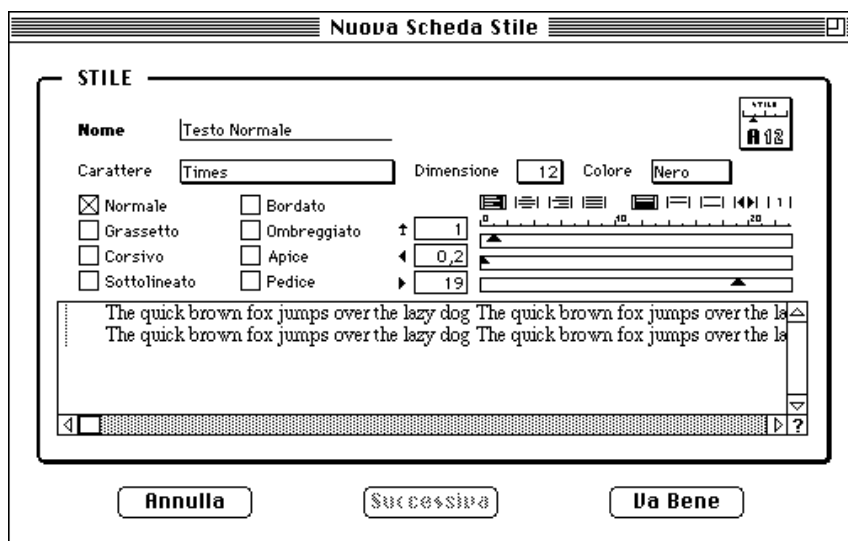 Nuova Scheda Stile
STILE
STILE
A 12
Nome Testo Normale
Carattere Times Dimensione 12 Colore Nero
Normale Bordato
Grassetto Ombreggiato 1
Corsivo Apice 0,2
Sottolineato Pedice 19
0 10 20
The quick brown fox jumps over the lazy dog The quick brown fox jumps over the la
The quick brown fox jumps over the lazy dog The quick brown fox jumps over the la
?
Annulla Successiva Va Bene